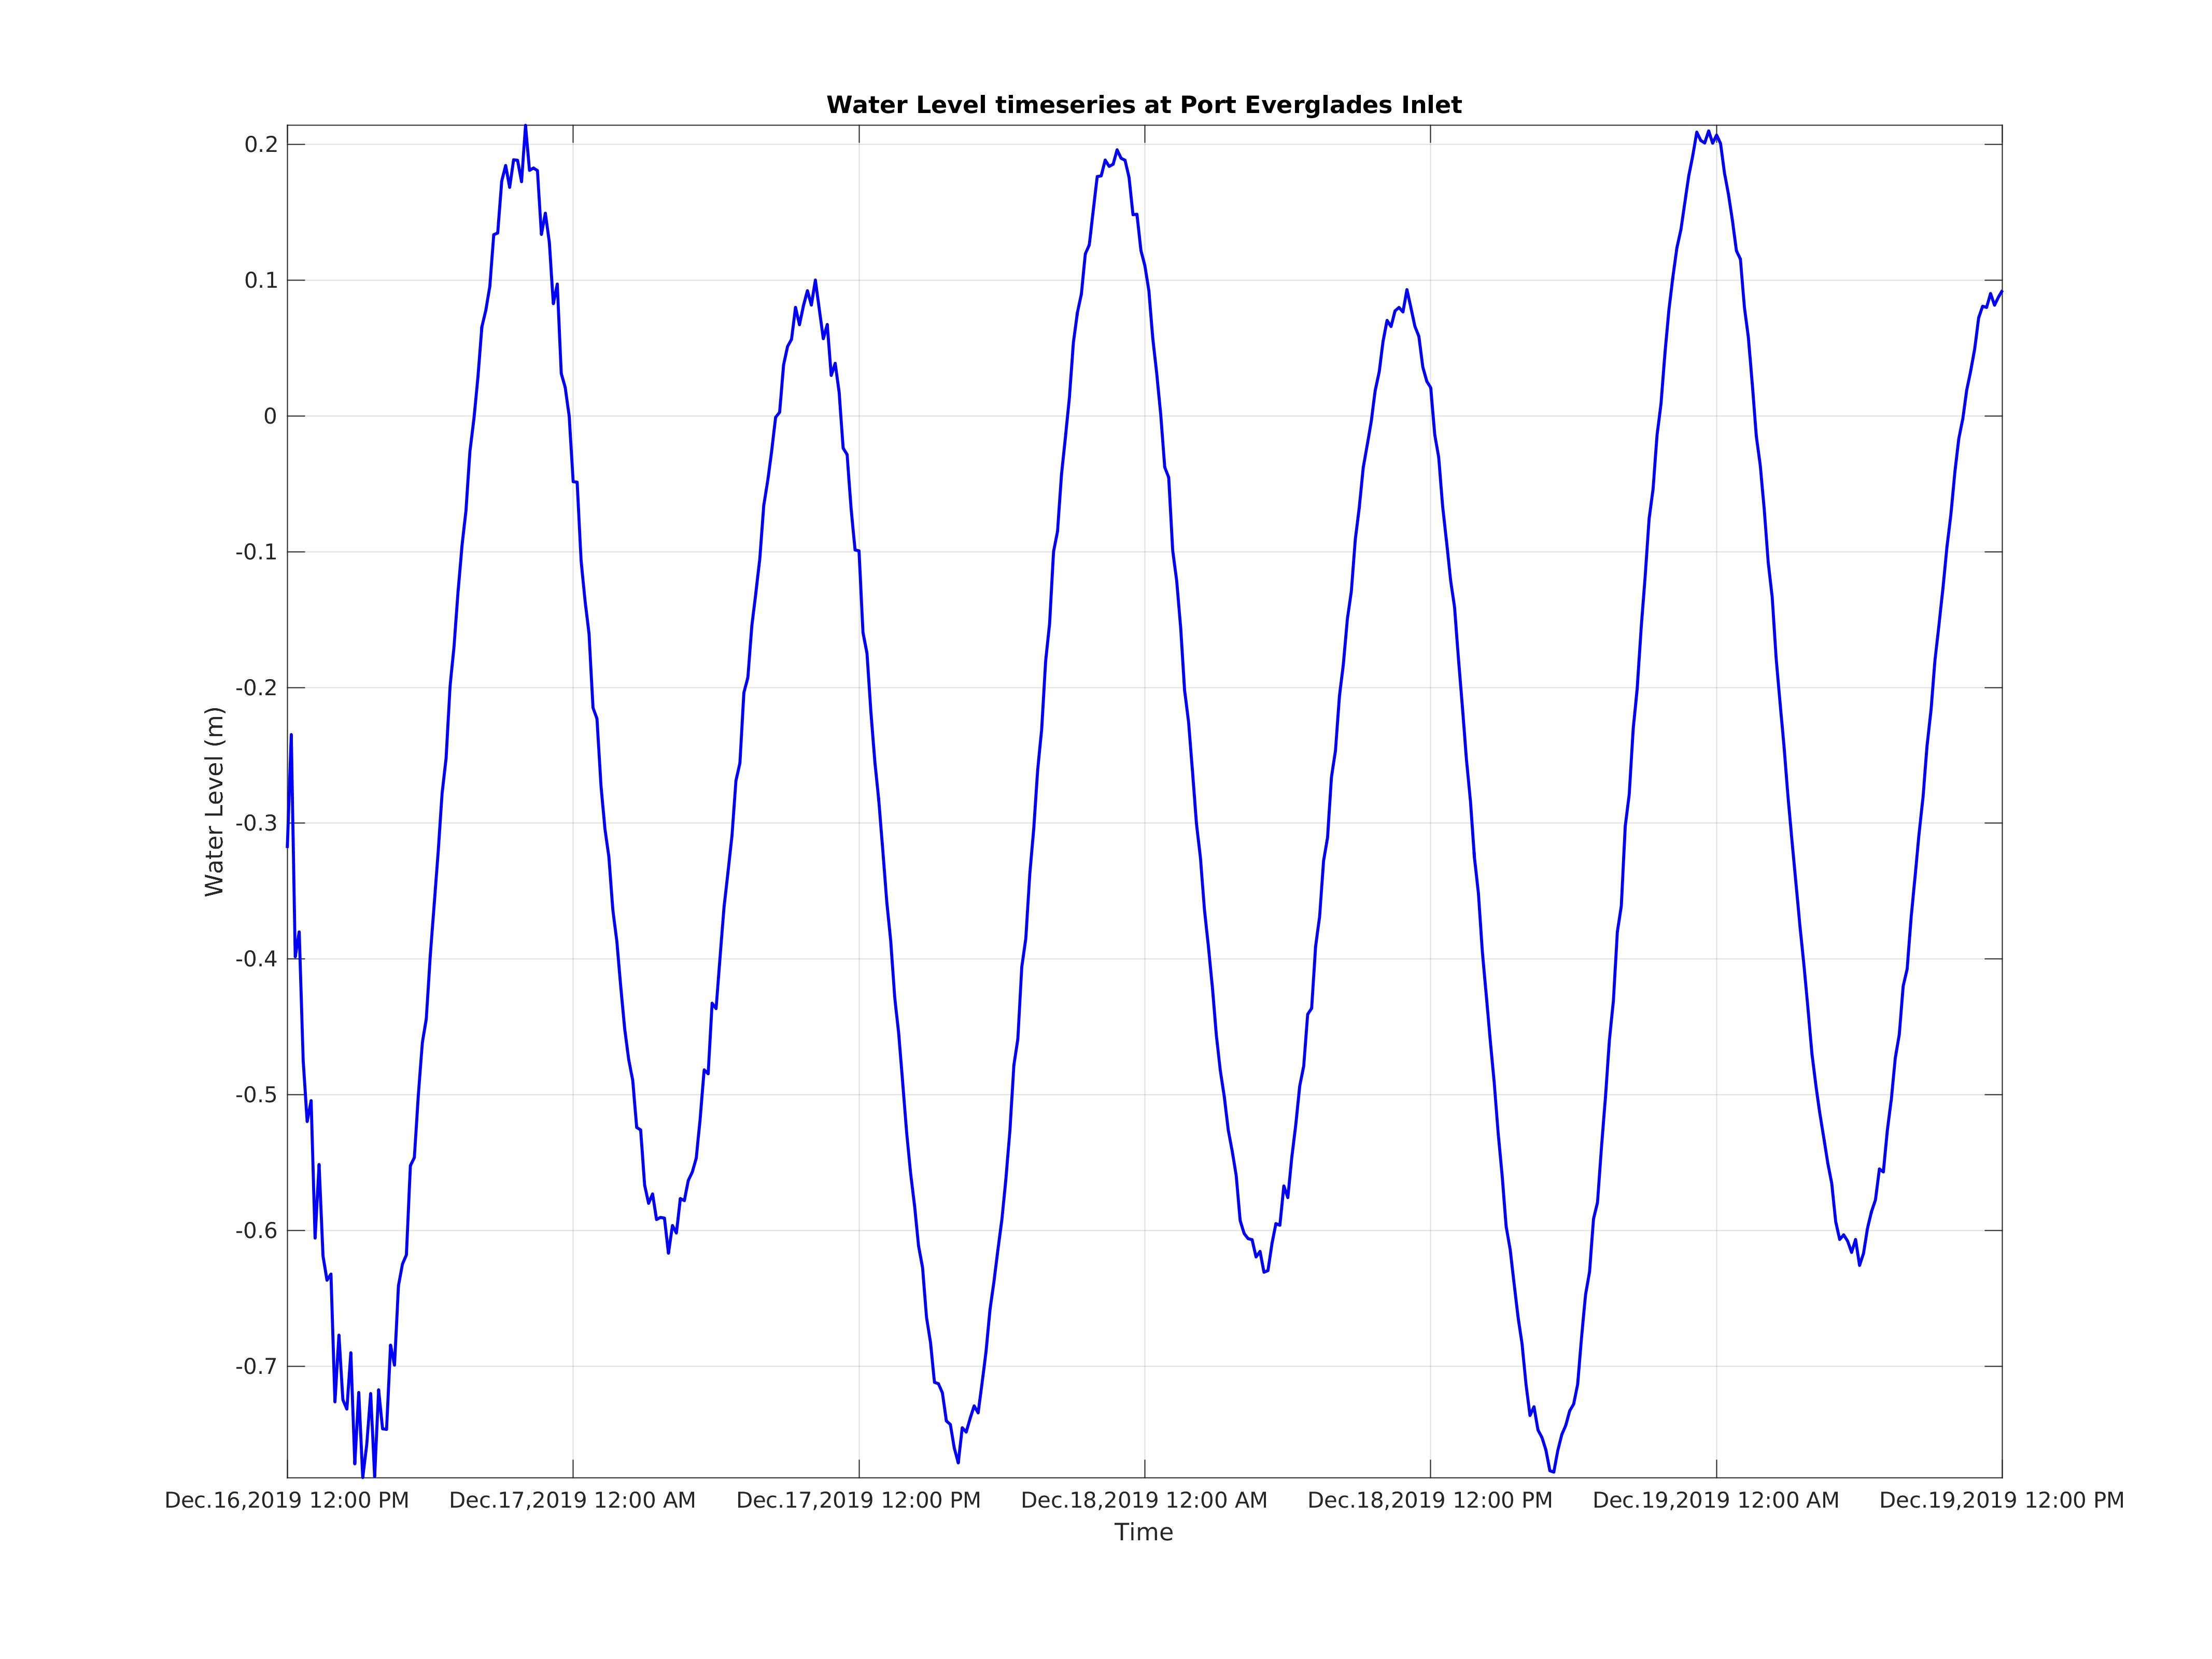 Water Level timeseries at Port Everglades Inlet
0.2
0.1
0
-0.1
-0.2
-0.3
-0.4
-0.5
-0.6
-0.7
Water Level (m)
Dec.16,2019 12:00 PM
Dec.17,2019 12:00 AM
Dec.17,2019 12:00 PM
Dec.18,2019 12:00 AM
Dec.18,2019 12:00 PM
Dec.19,2019 12:00 AM
Dec.19,2019 12:00 PM
Time